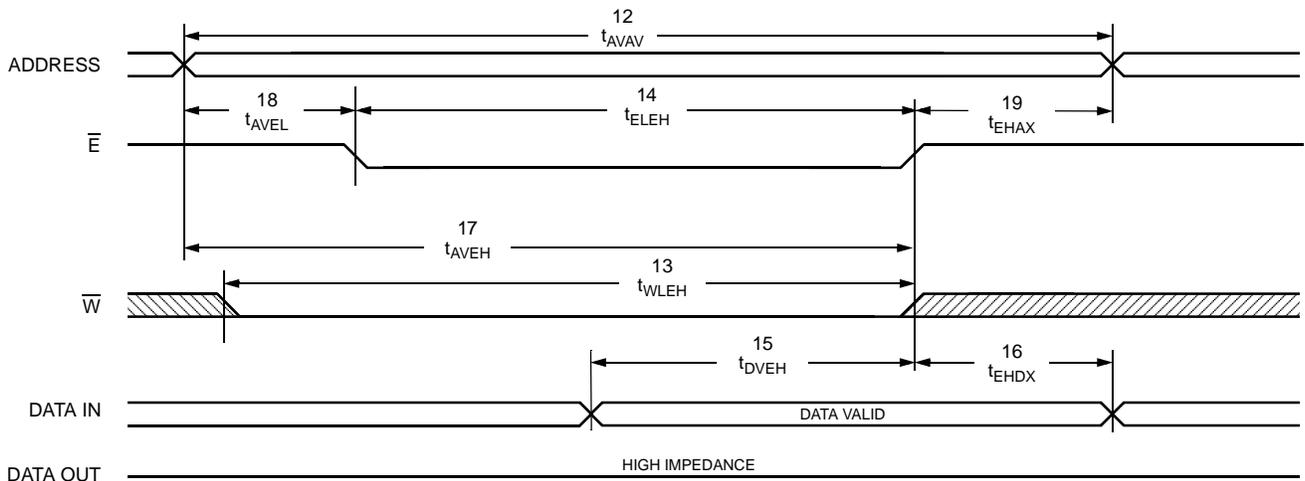 12
tAVAV
ADDRESS
18
tAVEL
14
tELEH
19
tEHAX
E
17
tAVEH
13
tWLEH
W
15
tDVEH
16
tEHDX
DATA IN
DATA VALID
DATA OUT
HIGH IMPEDANCE